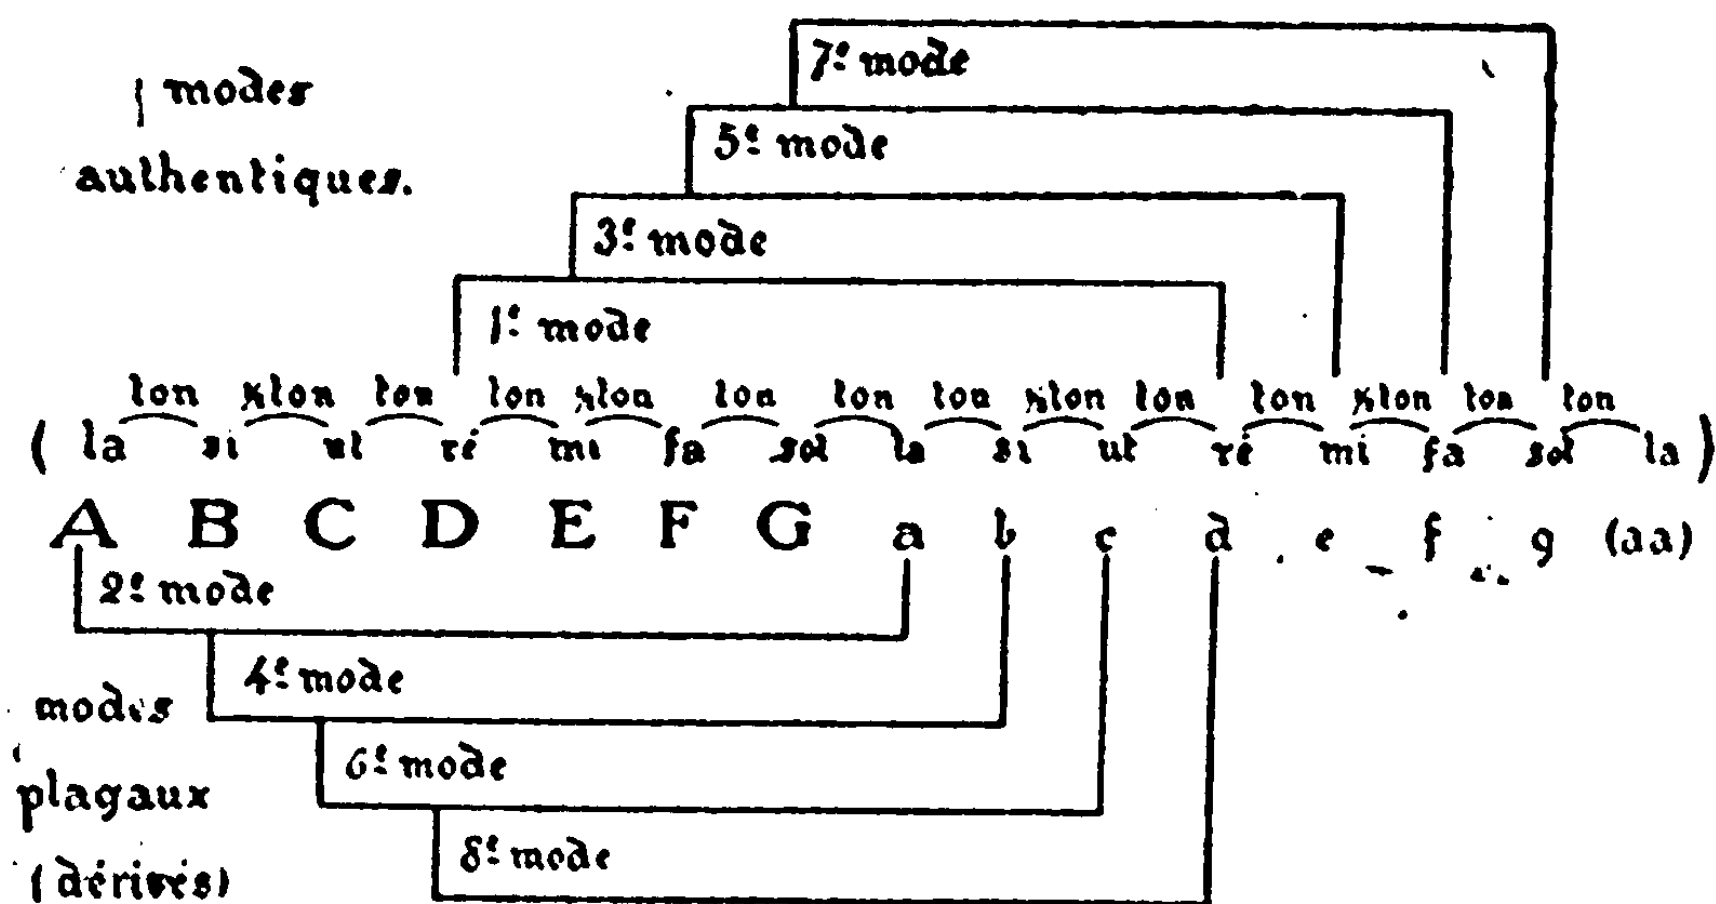 7e mode
modes
5e mode
authentiques.
3e mode
1e mode
ton ½ton ton ton ½ton ton ton ton ½ton ton ton ½ton ton ton
( la si ut ré mi fa sol la si ut ré mi fa sol la )
A B C D E F G a b c d e f g (aa)
2e mode
4e mode
modes
6e mode
plagaux
8e mode
(dérivés)